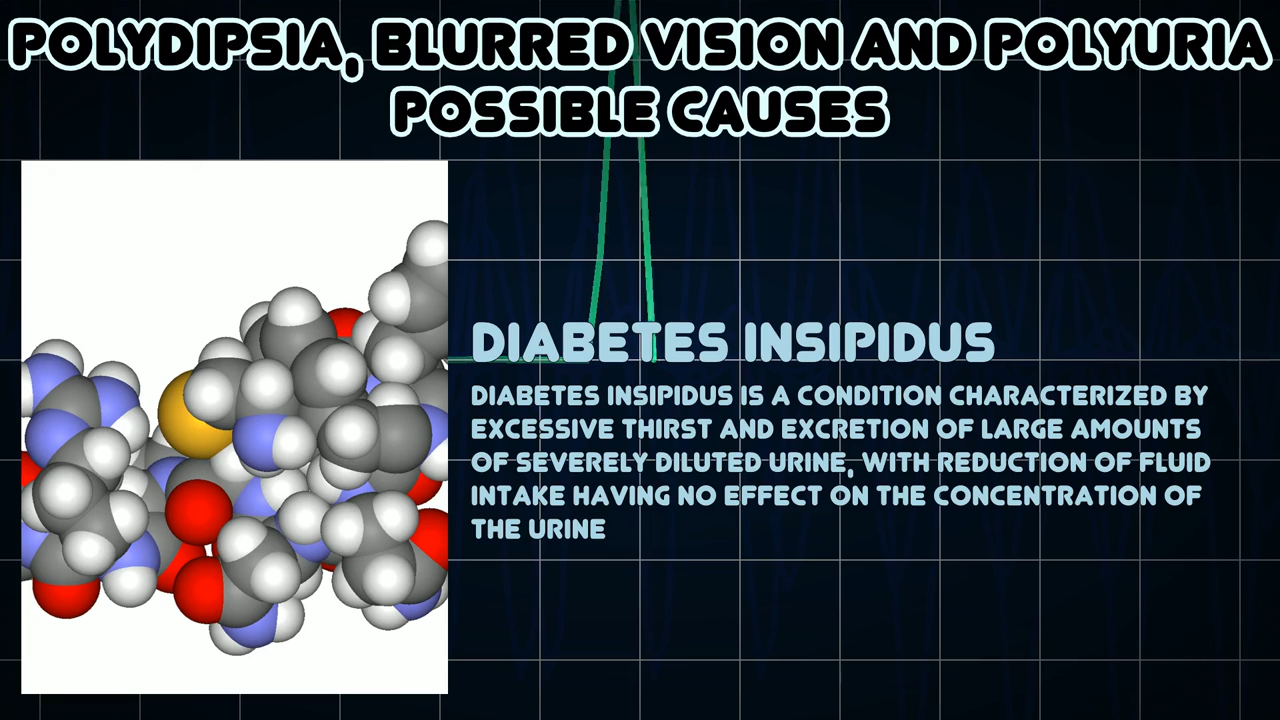 POLYDIPSIA, BLURRED VISION AND POLYURIA
POSSIBLE CAUSES
DIABETES INSIPIDUS
DIABETES INSIPIDUS IS A CONDITION CHARACTERIZED BY
EXCESSIVE THIRST AND EXCRETION OF LARGE AMOUNTS
OF SEVERELY DILUTED URINE, WITH REDUCTION OF FLUID
INTAKE HAVING NO EFFECT ON THE CONCENTRATION OF
THE URINE